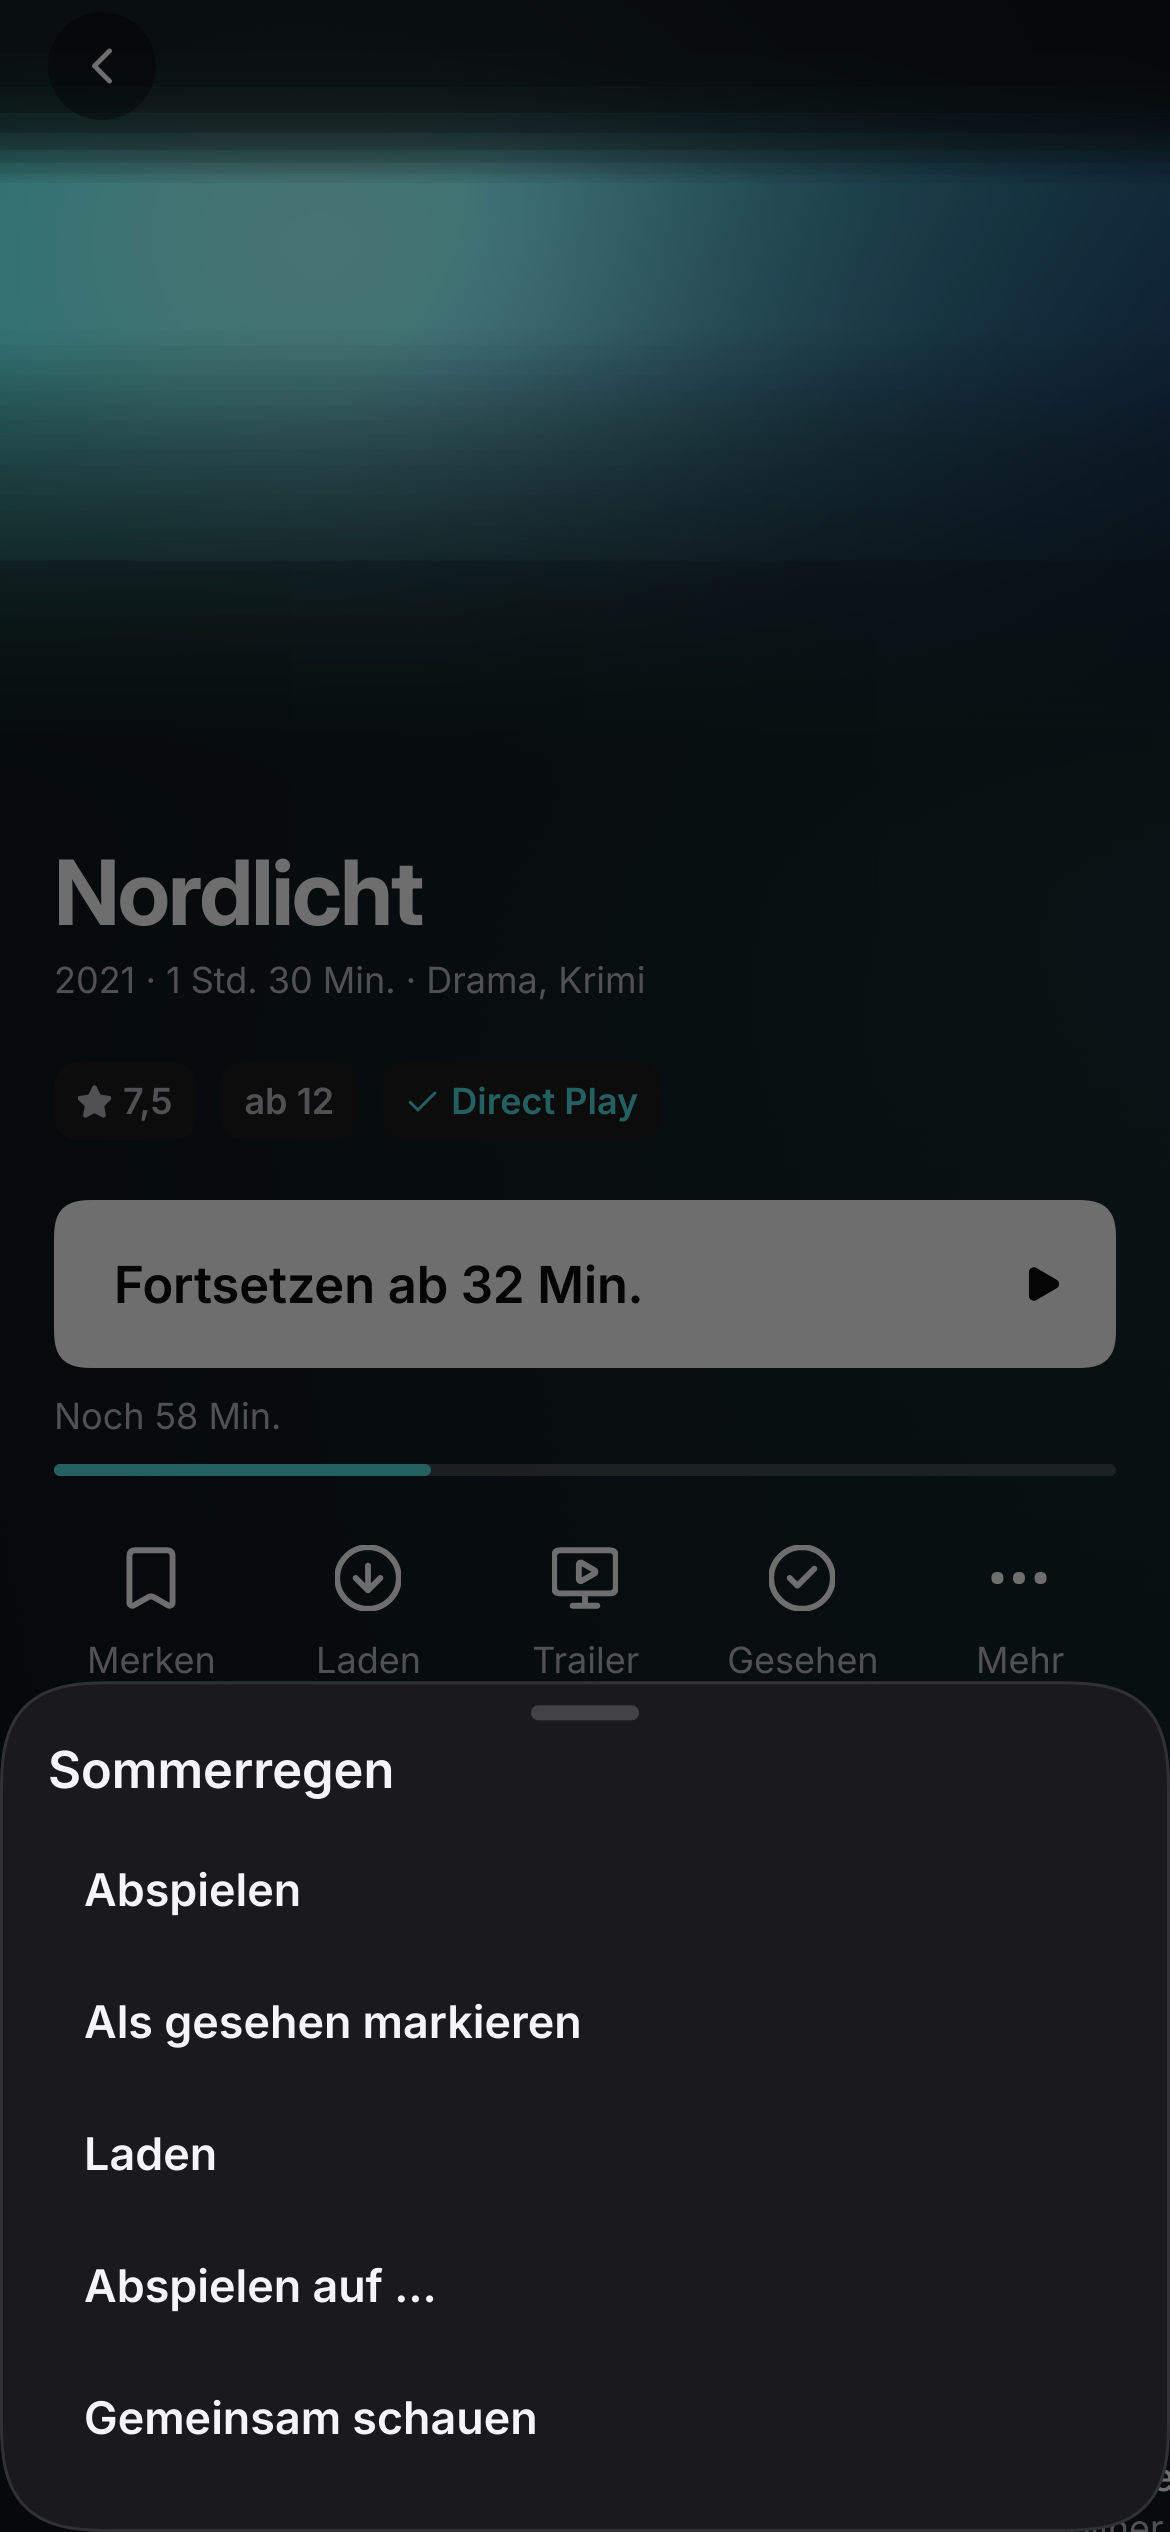 Nordlicht
2021 · 1 Std. 30 Min. · Drama, Krimi
7,5
ab 12
Direct Play
Fortsetzen ab 32 Min.
Noch 58 Min.
Merken
Laden
Trailer
Gesehen
Mehr
Sommerregen
Abspielen
Als gesehen markieren
Laden
Abspielen auf …
Gemeinsam schauen